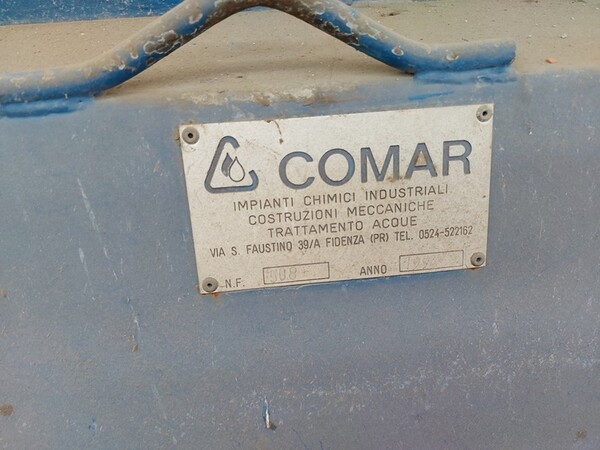 COMAR
IMPIANTI CHIMICI INDUSTRIALI
COSTRUZIONI MECCANICHE
TRATTAMENTO ACQUE
VIA S. FAUSTINO 39/A FIDENZA (PR) TEL. 0524-522162
N.F. ANNO